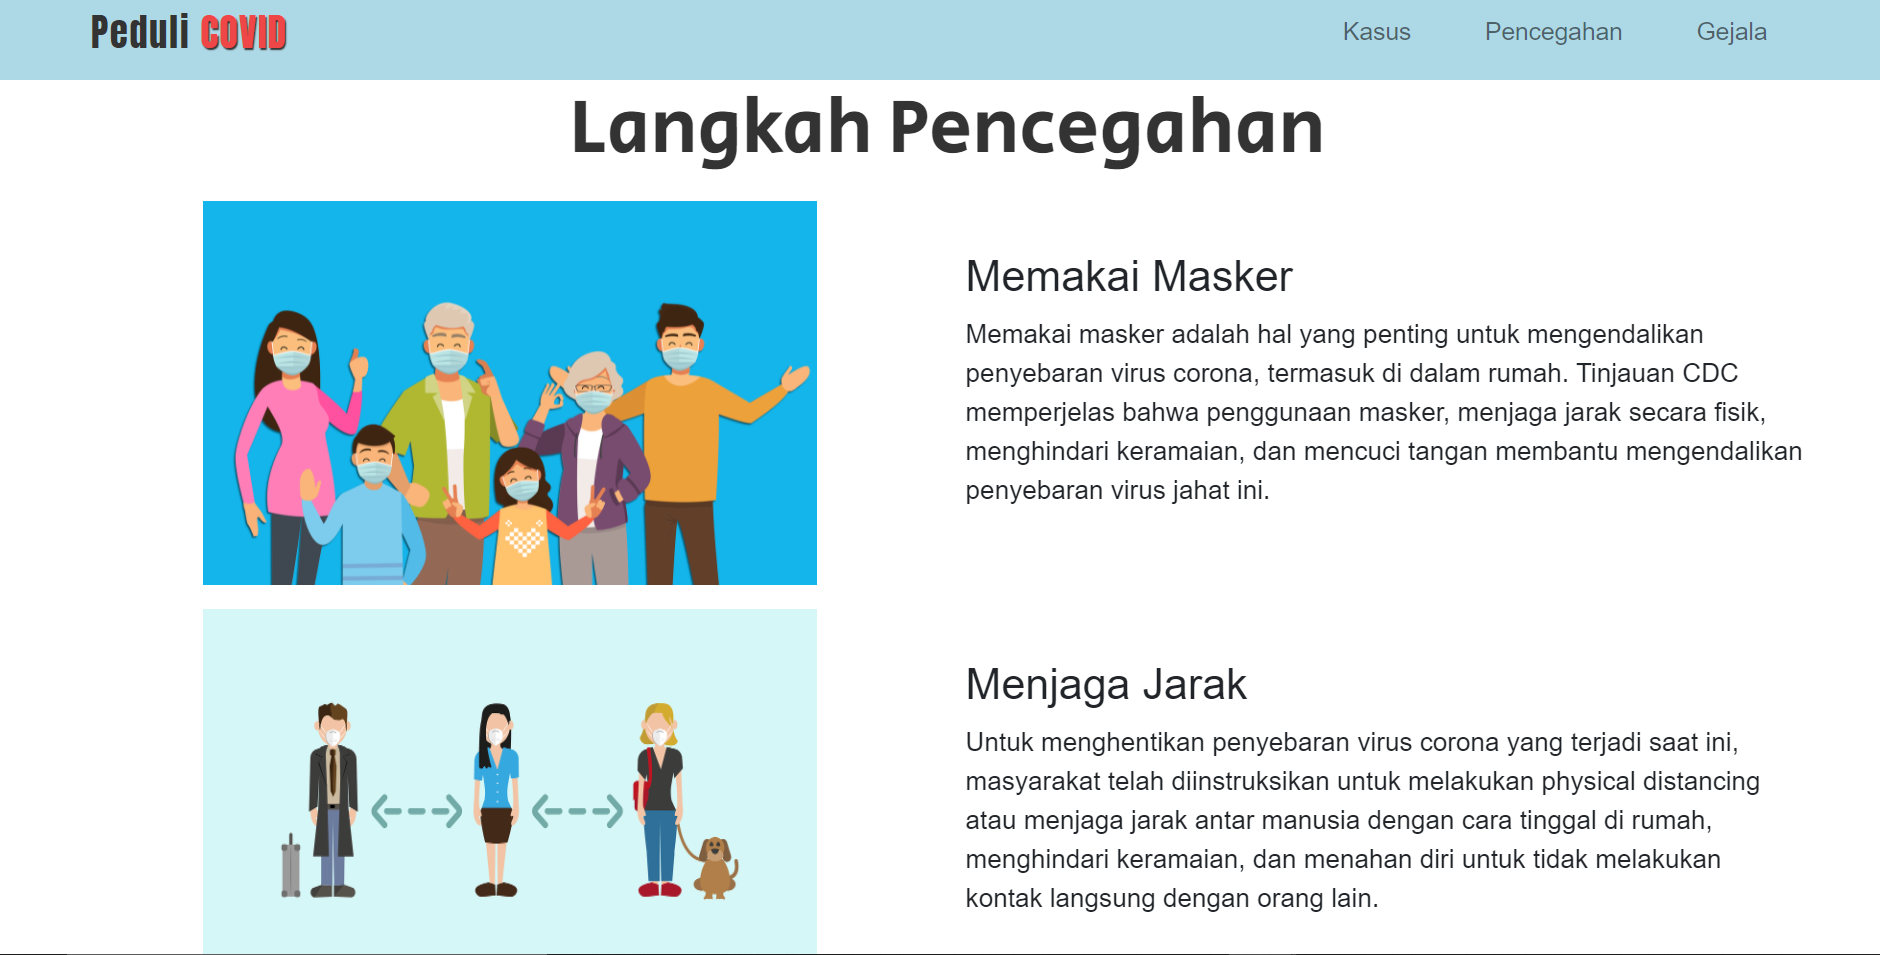 Peduli COVID
Kasus
Pencegahan
Gejala
Langkah Pencegahan
Memakai Masker
Memakai masker adalah hal yang penting untuk mengendalikan
penyebaran virus corona, termasuk di dalam rumah. Tinjauan CDC
memperjelas bahwa penggunaan masker, menjaga jarak secara fisik,
menghindari keramaian, dan mencuci tangan membantu mengendalikan
penyebaran virus jahat ini.
Menjaga Jarak
Untuk menghentikan penyebaran virus corona yang terjadi saat ini,
masyarakat telah diinstruksikan untuk melakukan physical distancing
atau menjaga jarak antar manusia dengan cara tinggal di rumah,
menghindari keramaian, dan menahan diri untuk tidak melakukan
kontak langsung dengan orang lain.